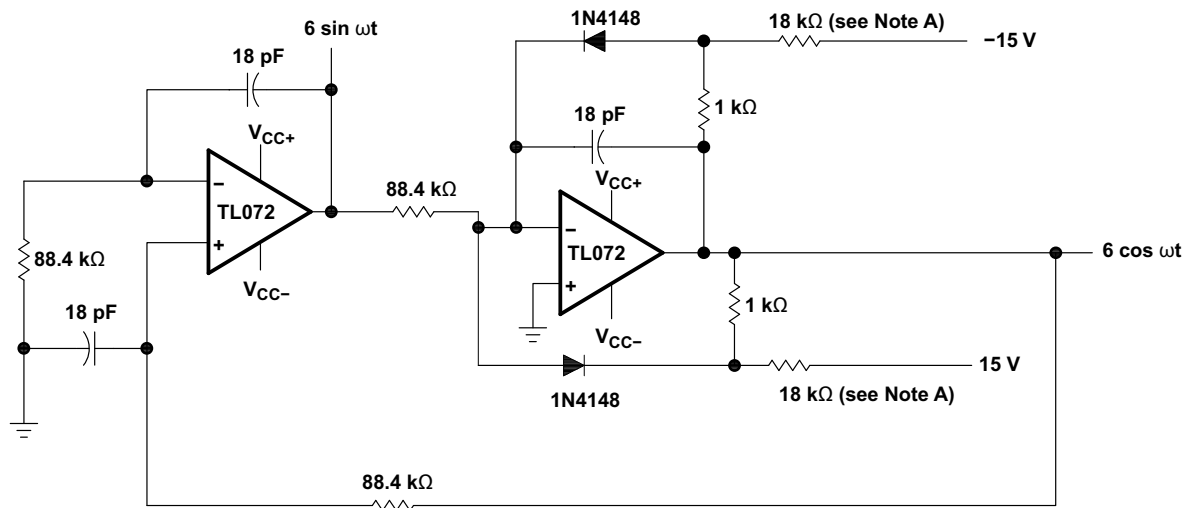 1N4148
18 kΩ (see Note A)
−15 V
6 sin ωt
18 pF
1 kΩ
18 pF
VCC+
−
TL072
+
VCC−
88.4 kΩ
88.4 kΩ
18 pF
VCC+
−
TL072
+
VCC−
6 cos ωt
1 kΩ
15 V
1N4148
18 kΩ (see Note A)
88.4 kΩ